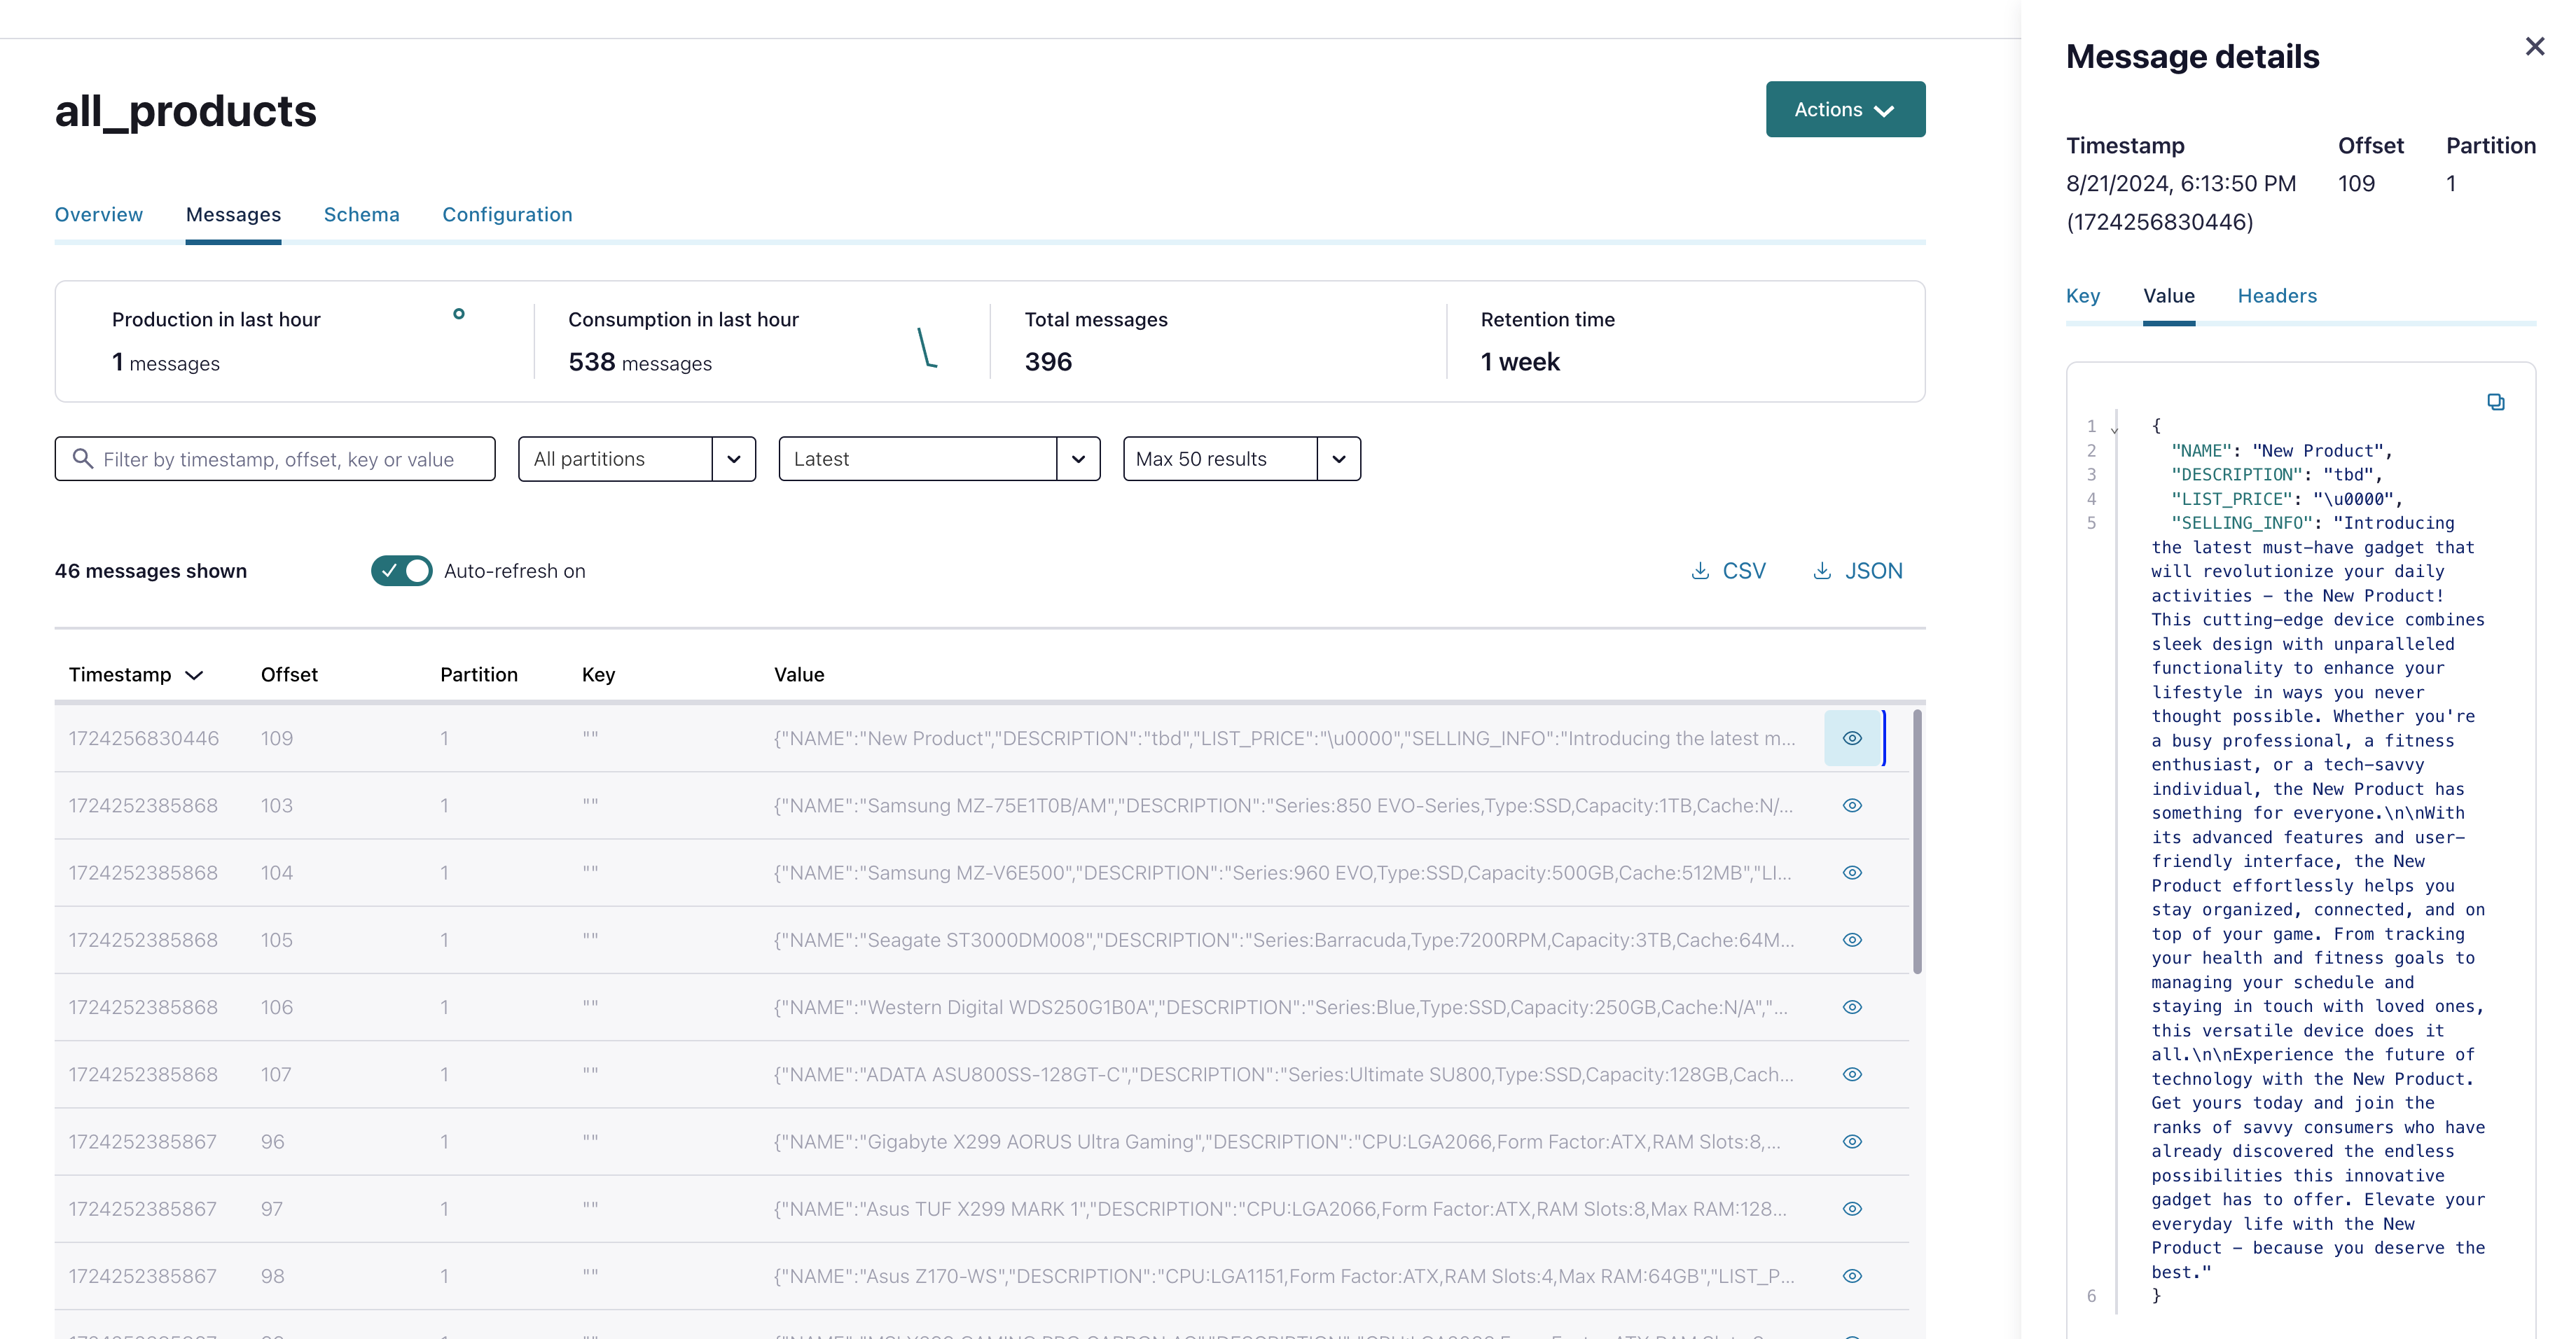 all_products
Actions
Overview Messages Schema Configuration
Production in last hour
1 messages
Consumption in last hour
538 messages
Total messages
396
Retention time
1 week
Filter by timestamp, offset, key or value
All partitions
Latest
Max 50 results
46 messages shown
Auto-refresh on
CSV
JSON
Timestamp Offset Partition Key Value
1724256830446 109 1 "" {"NAME":"New Product","DESCRIPTION":"tbd","LIST_PRICE":"\u0000","SELLING_INFO":"Introducing the latest m...
1724252385868 103 1 "" {"NAME":"Samsung MZ-75E1T0B/AM","DESCRIPTION":"Series:850 EVO-Series,Type:SSD,Capacity:1TB,Cache:N/...
1724252385868 104 1 "" {"NAME":"Samsung MZ-V6E500","DESCRIPTION":"Series:960 EVO,Type:SSD,Capacity:500GB,Cache:512MB","LI...
1724252385868 105 1 "" {"NAME":"Seagate ST3000DM008","DESCRIPTION":"Series:Barracuda,Type:7200RPM,Capacity:3TB,Cache:64M...
1724252385868 106 1 "" {"NAME":"Western Digital WDS250G1B0A","DESCRIPTION":"Series:Blue,Type:SSD,Capacity:250GB,Cache:N/A","...
1724252385868 107 1 "" {"NAME":"ADATA ASU800SS-128GT-C","DESCRIPTION":"Series:Ultimate SU800,Type:SSD,Capacity:128GB,Cach...
1724252385867 96 1 "" {"NAME":"Gigabyte X299 AORUS Ultra Gaming","DESCRIPTION":"CPU:LGA2066,Form Factor:ATX,RAM Slots:8,...
1724252385867 97 1 "" {"NAME":"Asus TUF X299 MARK 1","DESCRIPTION":"CPU:LGA2066,Form Factor:ATX,RAM Slots:8,Max RAM:128...
1724252385867 98 1 "" {"NAME":"Asus Z170-WS","DESCRIPTION":"CPU:LGA1151,Form Factor:ATX,RAM Slots:4,Max RAM:64GB","LIST_P...
Message details
Timestamp Offset Partition
8/21/2024, 6:13:50 PM 109 1
(1724256830446)
Key Value Headers
1 {
2 "NAME": "New Product",
3 "DESCRIPTION": "tbd",
4 "LIST_PRICE": "\u0000",
5 "SELLING_INFO": "Introducing
the latest must-have gadget that
will revolutionize your daily
activities – the New Product!
This cutting-edge device combines
sleek design with unparalleled
functionality to enhance your
lifestyle in ways you never
thought possible. Whether you're
a busy professional, a fitness
enthusiast, or a tech-savvy
individual, the New Product has
something for everyone.\n\nWith
its advanced features and user-
friendly interface, the New
Product effortlessly helps you
stay organized, connected, and on
top of your game. From tracking
your health and fitness goals to
managing your schedule and
staying in touch with loved ones,
this versatile device does it
all.\n\nExperience the future of
technology with the New Product.
Get yours today and join the
ranks of savvy consumers who have
already discovered the endless
possibilities this innovative
gadget has to offer. Elevate your
everyday life with the New
Product – because you deserve the
best."
6 }